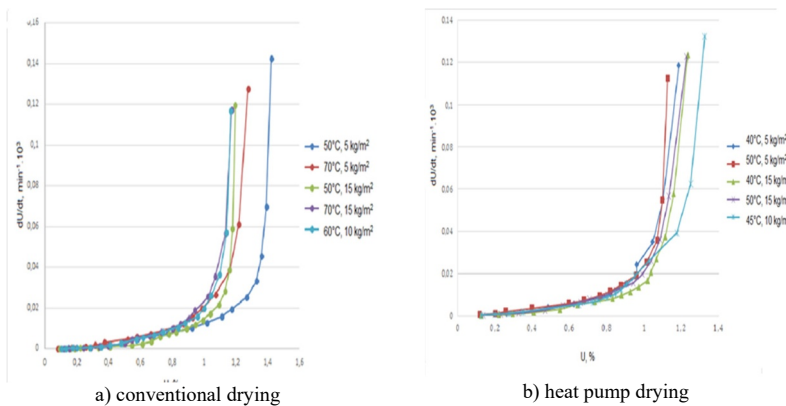 0,16
0,14
0,12
0,1
0,08
0,06
0,04
0,02
0
dU/dt, min⁻¹.10³
0 0,2 0,4 0,6 0,8 1 1,2 1,4 1,6
50°C, 5 kg/m²
70°C, 5 kg/m²
50°C, 15 kg/m²
70°C, 15 kg/m²
60°C, 10 kg/m²
a) conventional drying
0,14
0,12
0,1
0,08
0,06
0,04
0,02
0
dU/dt, min⁻¹.10³
0 0.2 0.4 0.6 0.8 1 1.2 1.4
U, %
40°C, 5 kg/m²
50°C, 5 kg/m²
40°C, 15 kg/m²
50°C, 15 kg/m²
45°C, 10 kg/m²
b) heat pump drying